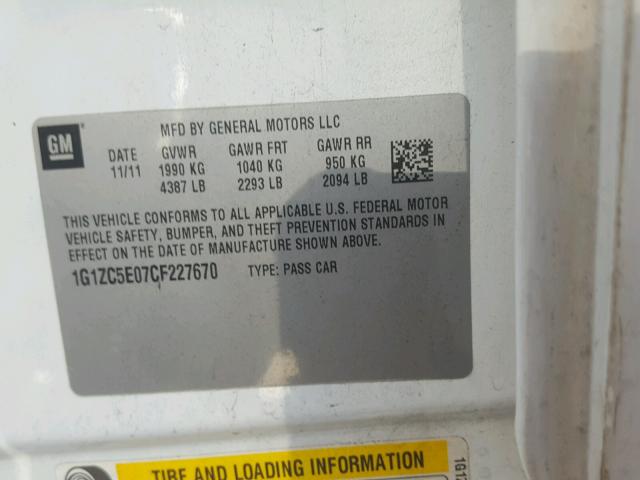 GM
MFD BY GENERAL MOTORS LLC
DATE GVWR GAWR FRT GAWR RR
11/11 1990 KG 1040 KG 950 KG
4387 LB 2293 LB 2094 LB
THIS VEHICLE CONFORMS TO ALL APPLICABLE U.S. FEDERAL MOTOR
VEHICLE SAFETY, BUMPER, AND THEFT PREVENTION STANDARDS IN
EFFECT ON THE DATE OF MANUFACTURE SHOWN ABOVE.
1G1ZC5E07CF227670 TYPE: PASS CAR
TIRE AND LOADING INFORMATION